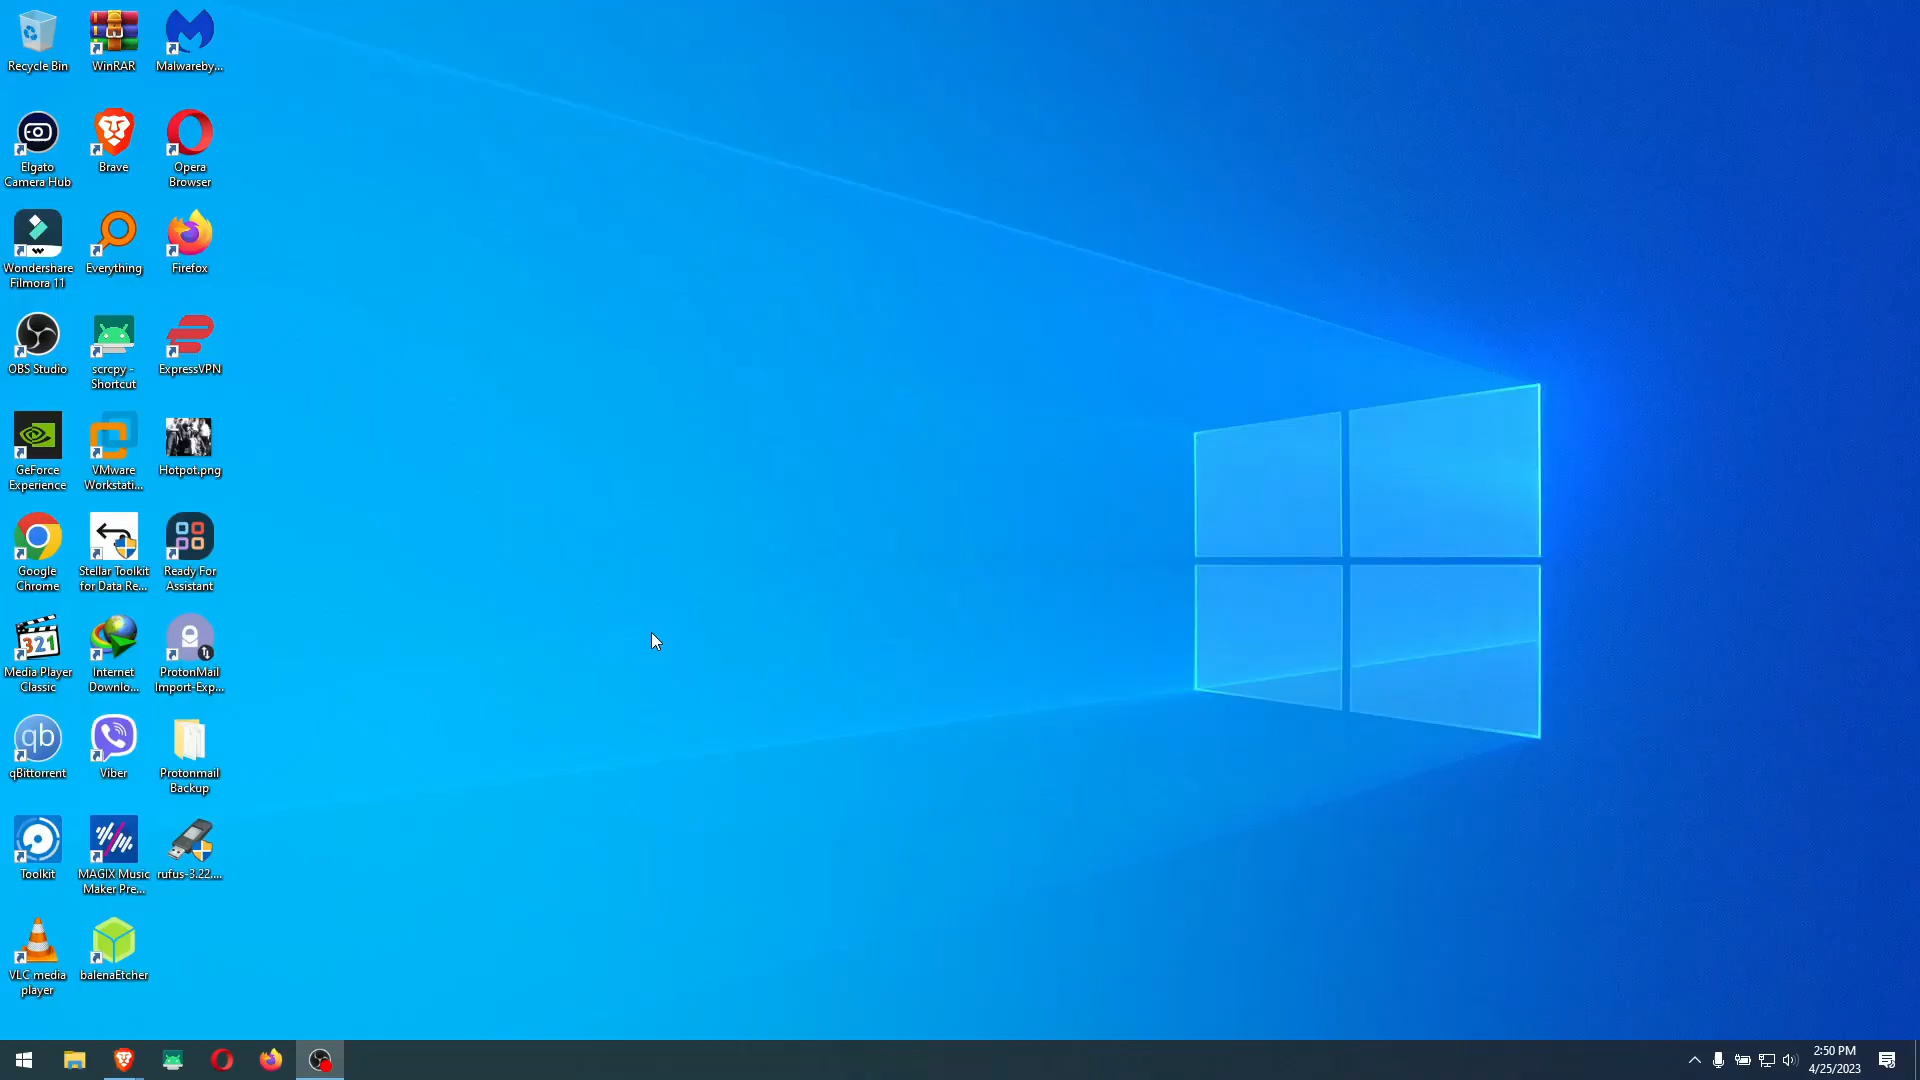 Recycle Bin
WinRAR
Malwareby...
Elgato
Camera Hub
Brave
Opera
Browser
Wondershare
Filmora 11
Everything
Firefox
OBS Studio
scrcpy -
Shortcut
ExpressVPN
GeForce
Experience
VMware
Workstati...
Hotpot.png
Google
Chrome
Stellar Toolkit
for Data Re...
Ready For
Assistant
321
Media Player
Classic
Internet
Downlo...
ProtonMail
Import-Exp...
qb
qBittorrent
Viber
Protonmail
Backup
Toolkit
MAGIX Music
Maker Pre...
rufus-3.22....
VLC media
player
balenaEtcher
2:50 PM
4/25/2023